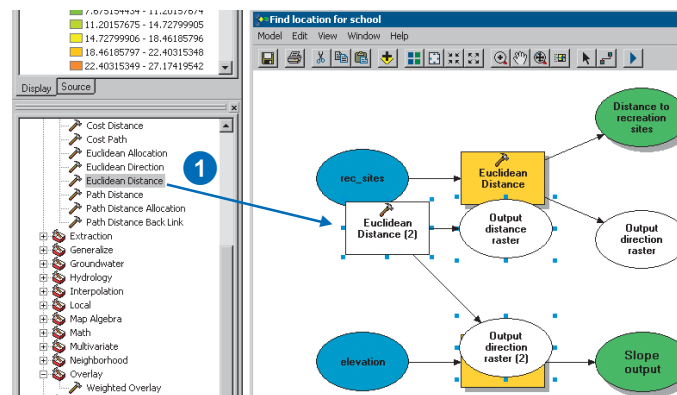 7.675154434 - 11.20157674
11.20157675 - 14.72799905
14.72799906 - 18.46185796
18.46185797 - 22.40315348
22.40315349 - 27.17419542
Display Source
Cost Distance
Cost Path
Euclidean Allocation
Euclidean Direction
Euclidean Distance
Path Distance
Path Distance Allocation
Path Distance Back Link
Extraction
Generalize
Groundwater
Hydrology
Interpolation
Local
Map Algebra
Math
Multivariate
Neighborhood
Overlay
Weighted Overlay
1
Find location for school
Model Edit View Window Help
Distance to
recreation
sites
rec_sites
Euclidean
Distance
Euclidean
Distance (2)
Output
distance
raster
Output
direction
raster
elevation
Output
direction
raster (2)
Slope
output